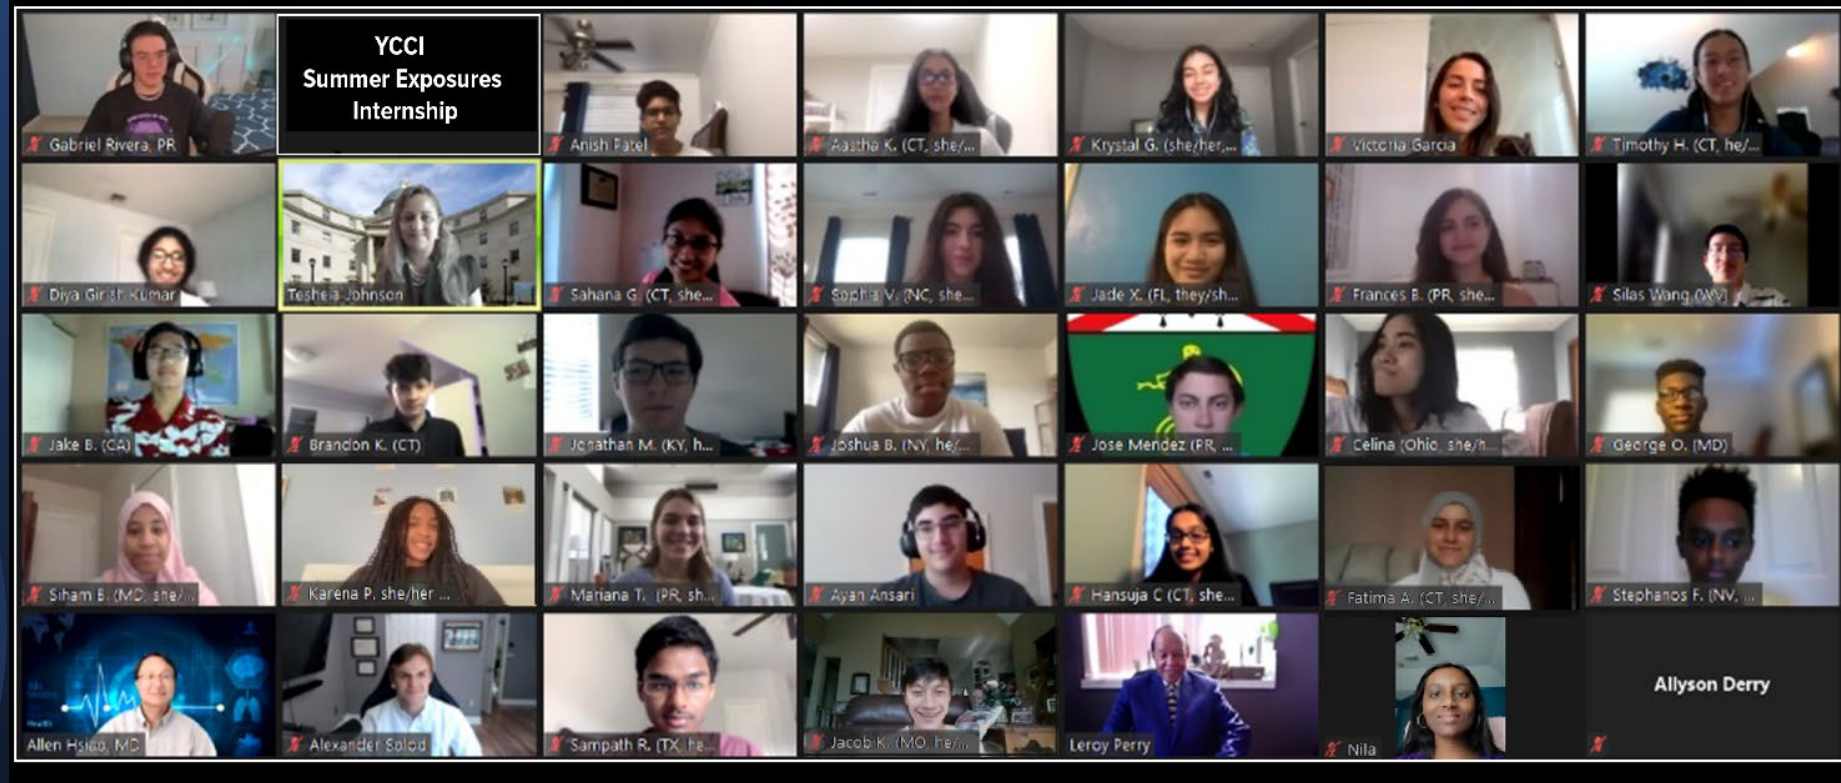 YCCI
Summer Exposures
Internship
Gabriel Rivera, PR
Anish Patel
Aastha K. (CT, she/...
Krystal G. (she/her,...
Victoria Garcia
Timothy H. (CT, he/...
Diya Girish Kumar
Tesheia Johnson
Sahana G. (CT, she...
Sophia V. (NC, she...
Jade X. (FL, they/sh...
Frances B. (PR, she...
Silas Wang (WV)
Jake B. (CA)
Brandon K. (CT)
Jonathan M. (KY, h...
Joshua B. (NY, he/...
Jose Mendez (PR, ...
Celina (Ohio, she/h...
George O. (MD)
Siham B. (MD, she/...
Karena P. she/her ...
Mariana T. (PR, sh...
Ayan Ansari
Hansuja C (CT, she...
Fatima A. (CT, she/...
Stephanos F. (NV, ...
Allen Hsiao, MD
Alexander Solod
Sampath R. (TX, he...
Jacob K. (MO, he/...
Leroy Perry
Nila
Allyson Derry